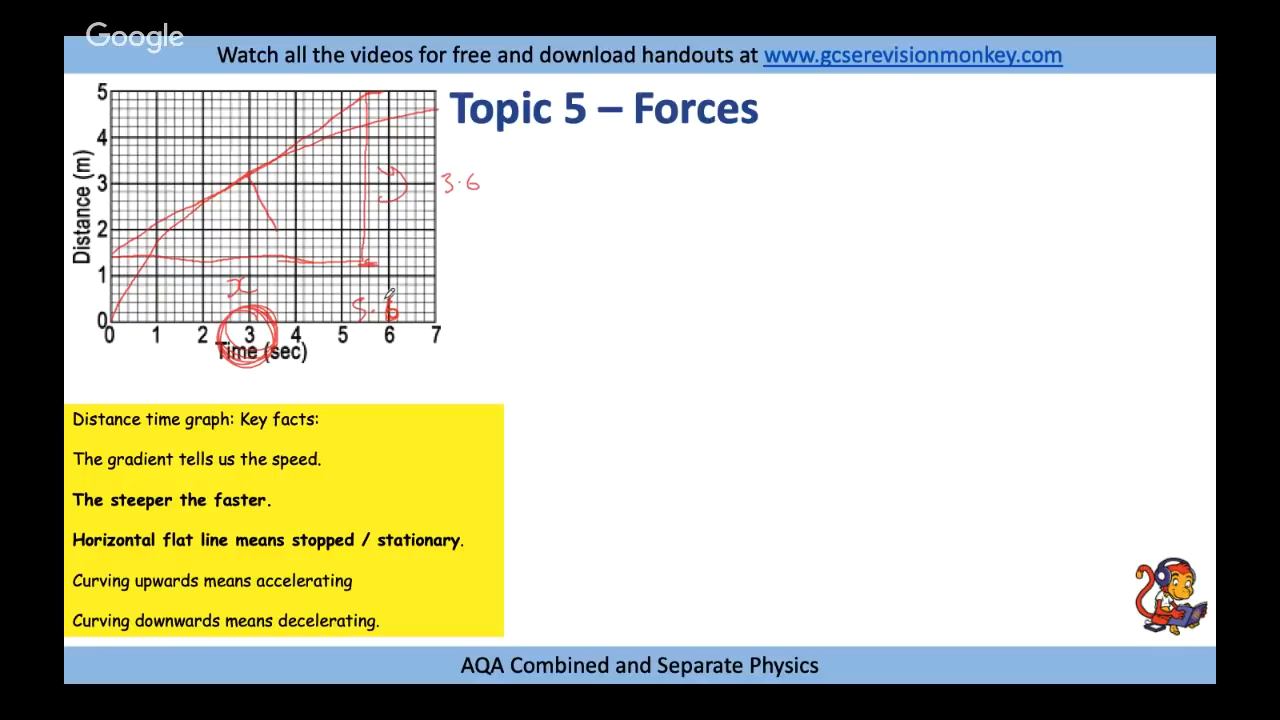 Google
Watch all the videos for free and download handouts at www.gcserevisionmonkey.com
Topic 5 – Forces
5
4
3
2
1
0
Distance (m)
3.6
x
5.6
0 1 2 3 4 5 6 7
Time (sec)
Distance time graph: Key facts:
The gradient tells us the speed.
The steeper the faster.
Horizontal flat line means stopped / stationary.
Curving upwards means accelerating
Curving downwards means decelerating.
AQA Combined and Separate Physics